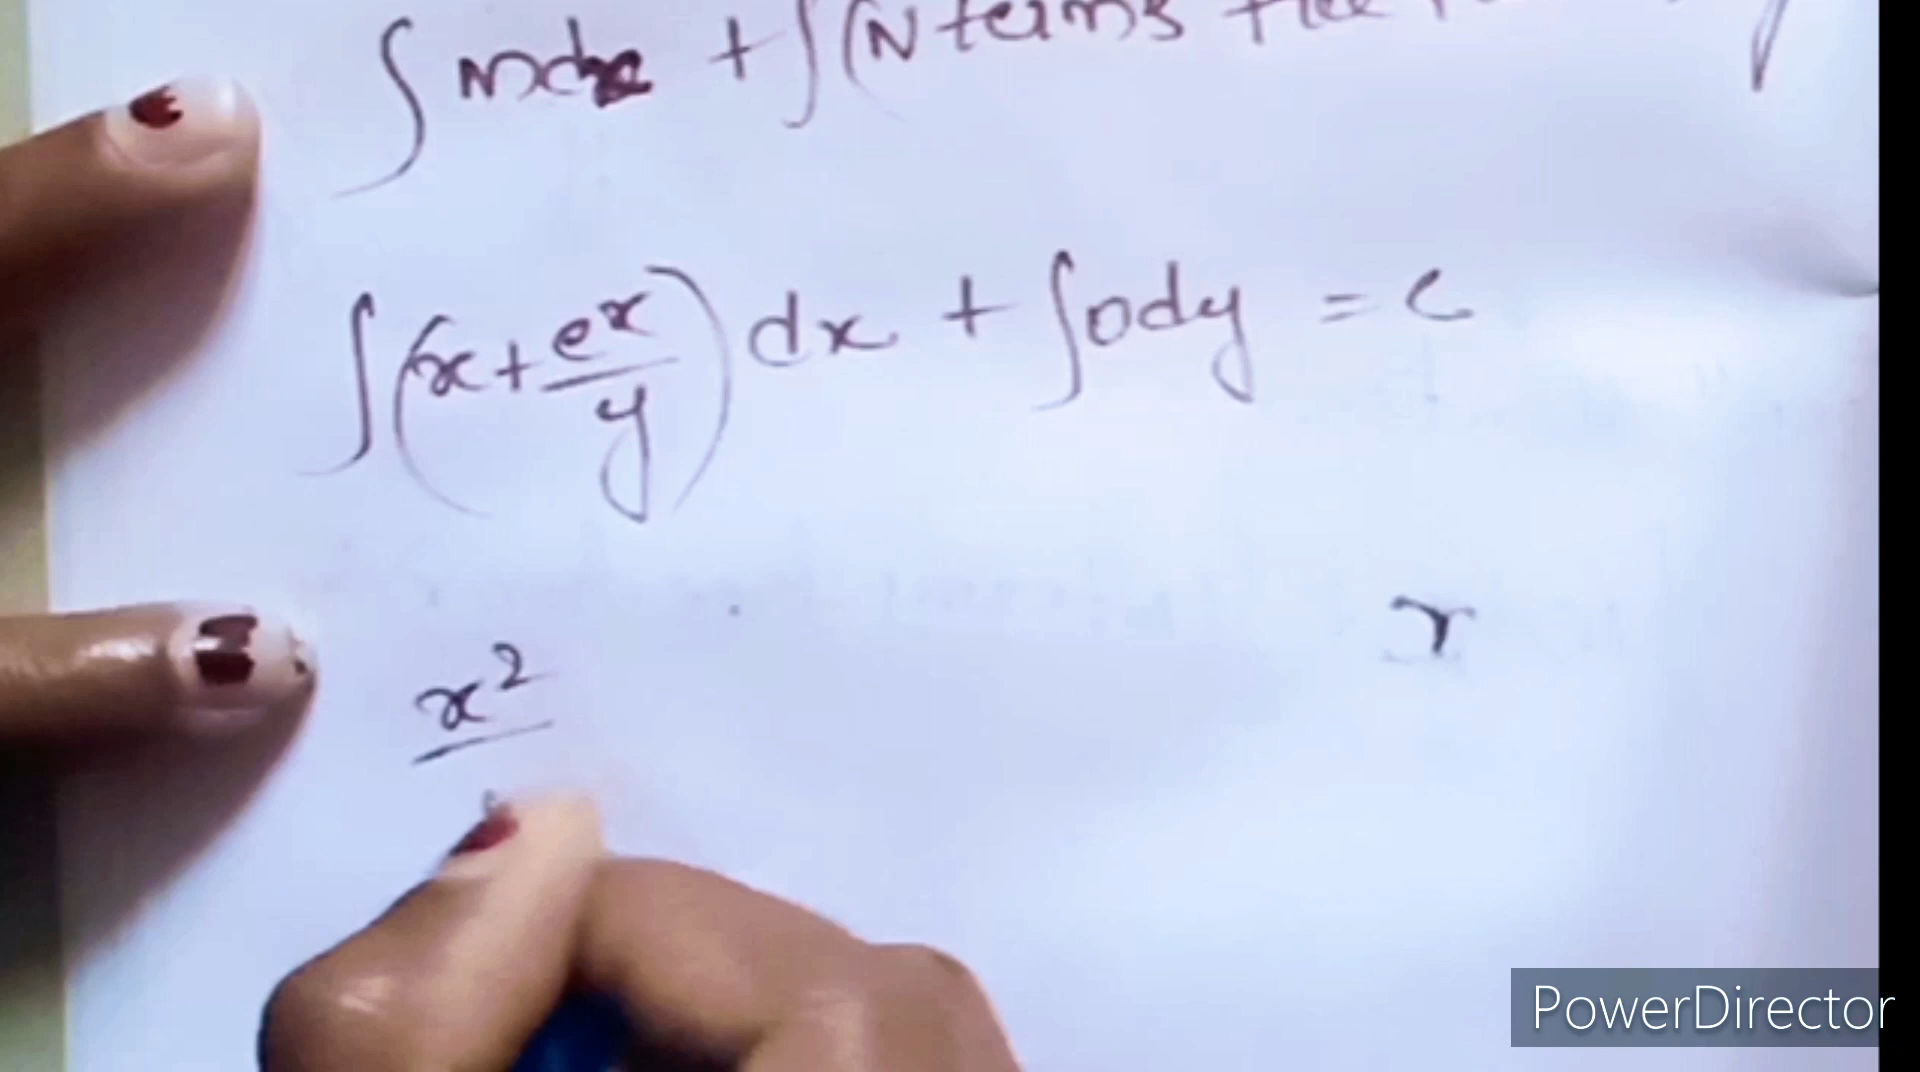 ∫ mdx + ∫(N terms
∫(x + e^x/y) dx + ∫ 0dy = c
x^2
PowerDirector